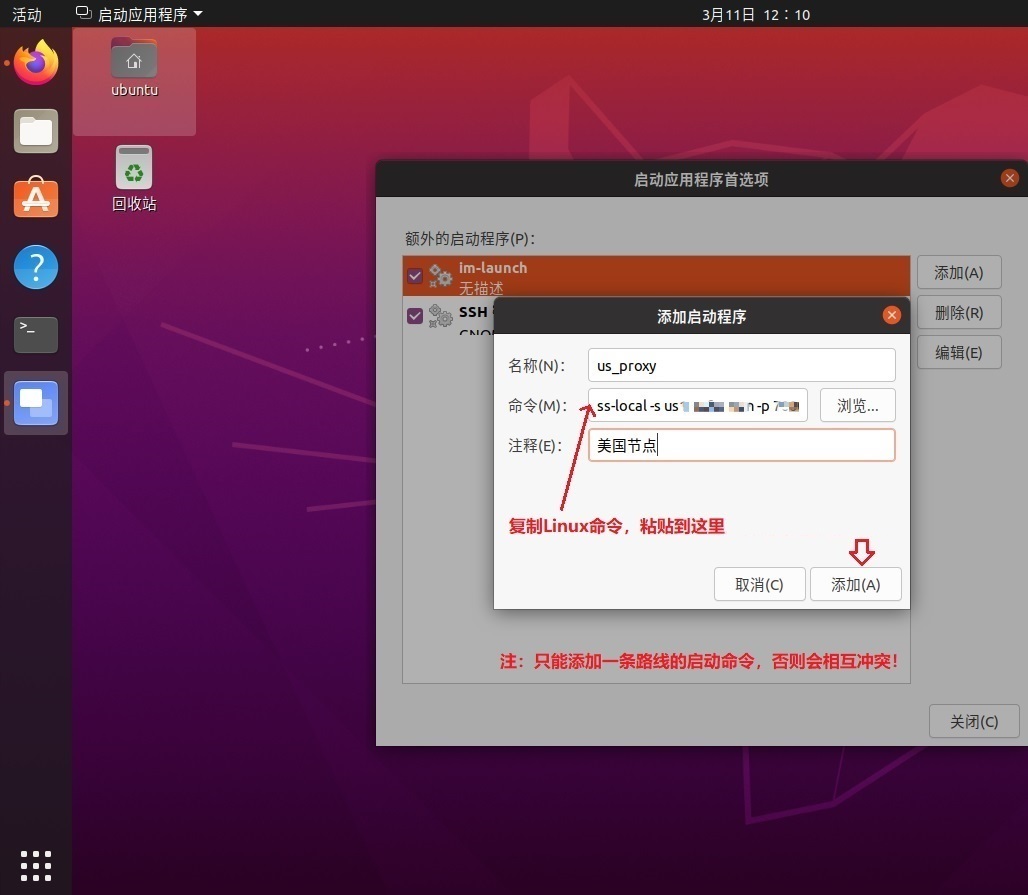 活动
启动应用程序
3月11日 12：10
ubuntu
回收站
启动应用程序首选项
额外的启动程序(P)：
im-launch
无描述
SSH
添加(A)
删除(R)
编辑(E)
添加启动程序
名称(N)：
us_proxy
命令(M)：
ss-local -s us
-p
浏览...
注释(E)：
美国节点
复制Linux命令，粘贴到这里
取消(C)
添加(A)
注：只能添加一条路线的启动命令，否则会相互冲突！
关闭(C)